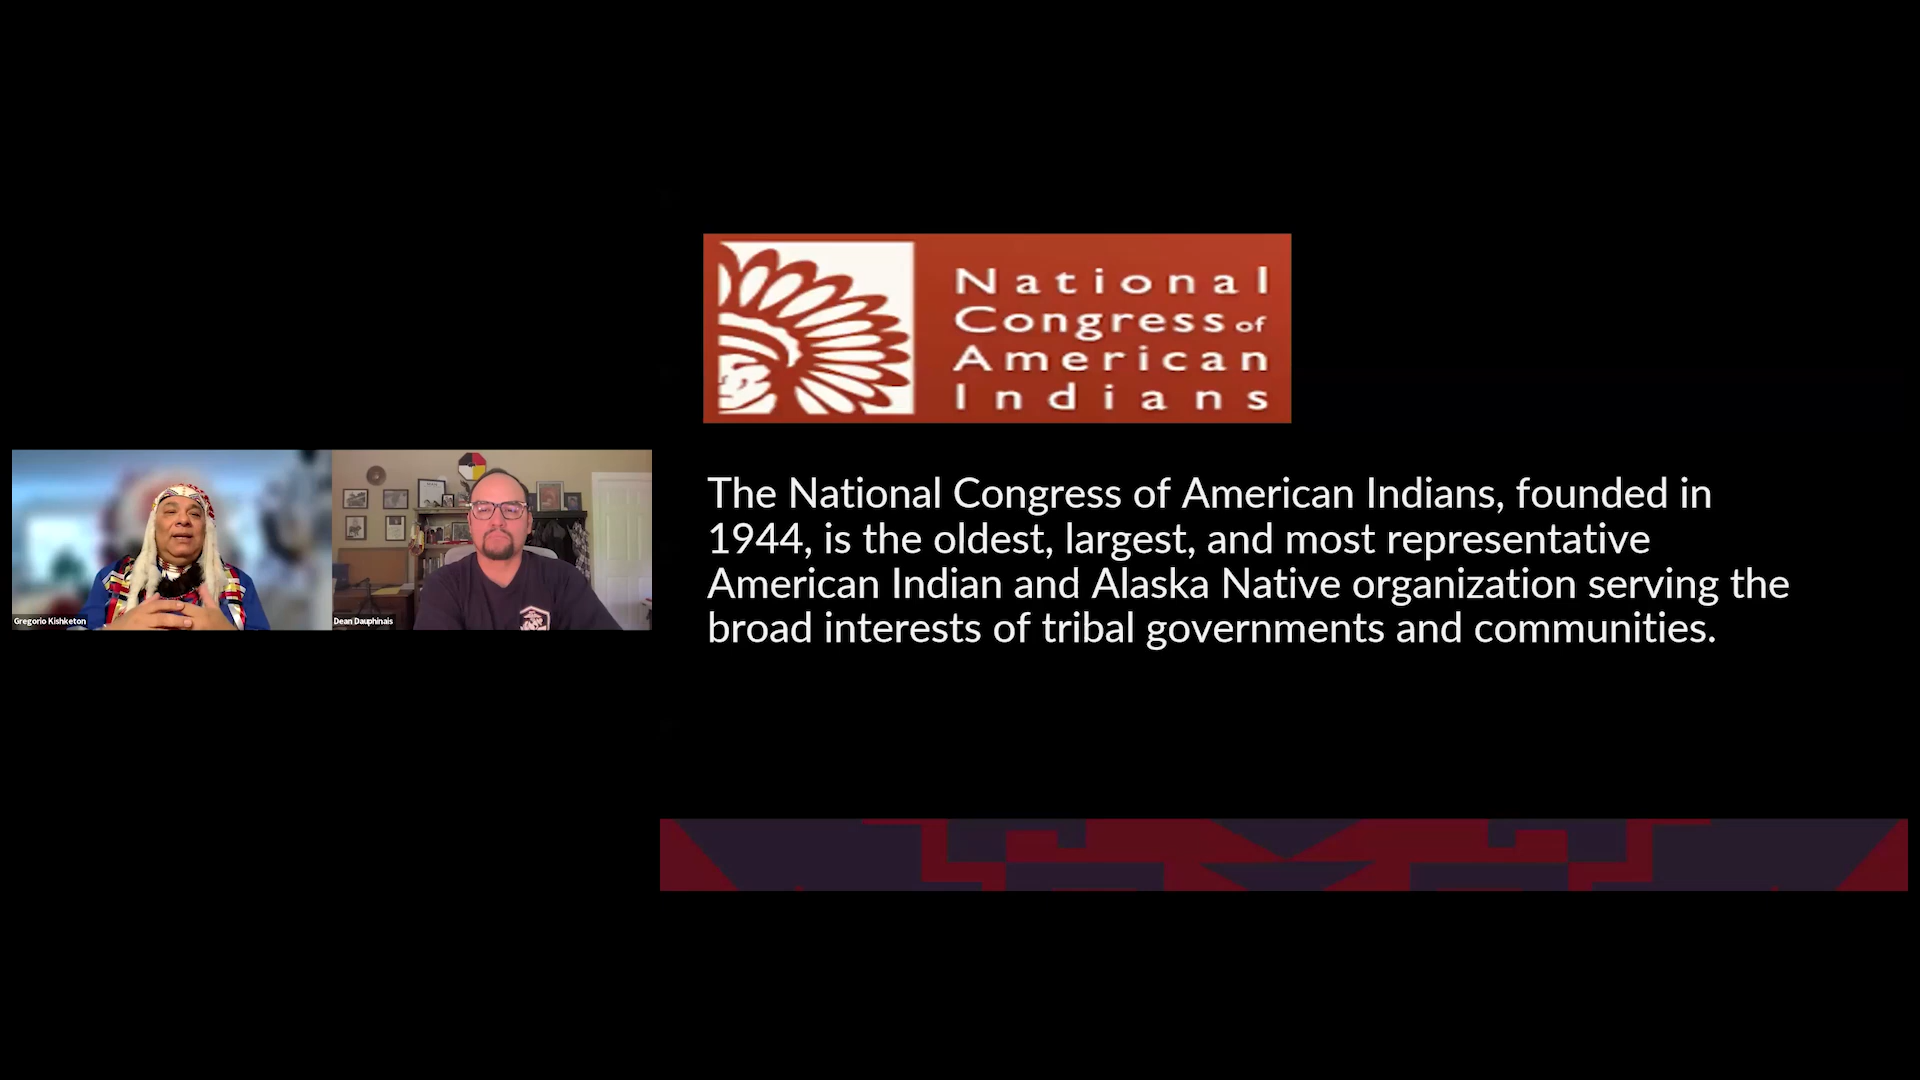 National
Congress of
American
Indians
The National Congress of American Indians, founded in
1944, is the oldest, largest, and most representative
American Indian and Alaska Native organization serving the
broad interests of tribal governments and communities.
Gregorio Kishketon
Dean Dauphinais